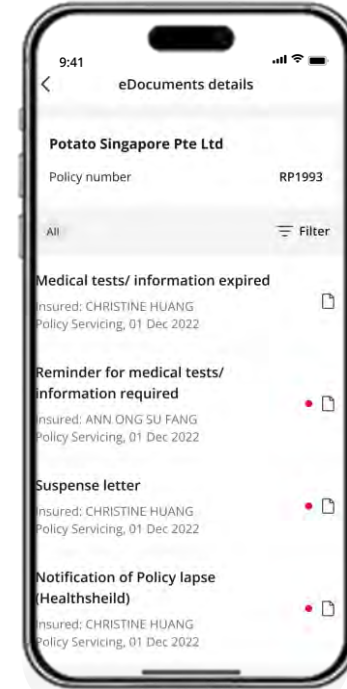 9:41
eDocuments details
Potato Singapore Pte Ltd
Policy number RP1993
All Filter
Medical tests/ information expired
Insured: CHRISTINE HUANG
Policy Servicing, 01 Dec 2022
Reminder for medical tests/
information required
Insured: ANN ONG SU FANG
Policy Servicing, 01 Dec 2022
Suspense letter
Insured: CHRISTINE HUANG
Policy Servicing, 01 Dec 2022
Notification of Policy lapse
(Healthsheild)
Insured: CHRISTINE HUANG
Policy Servicing, 01 Dec 2022